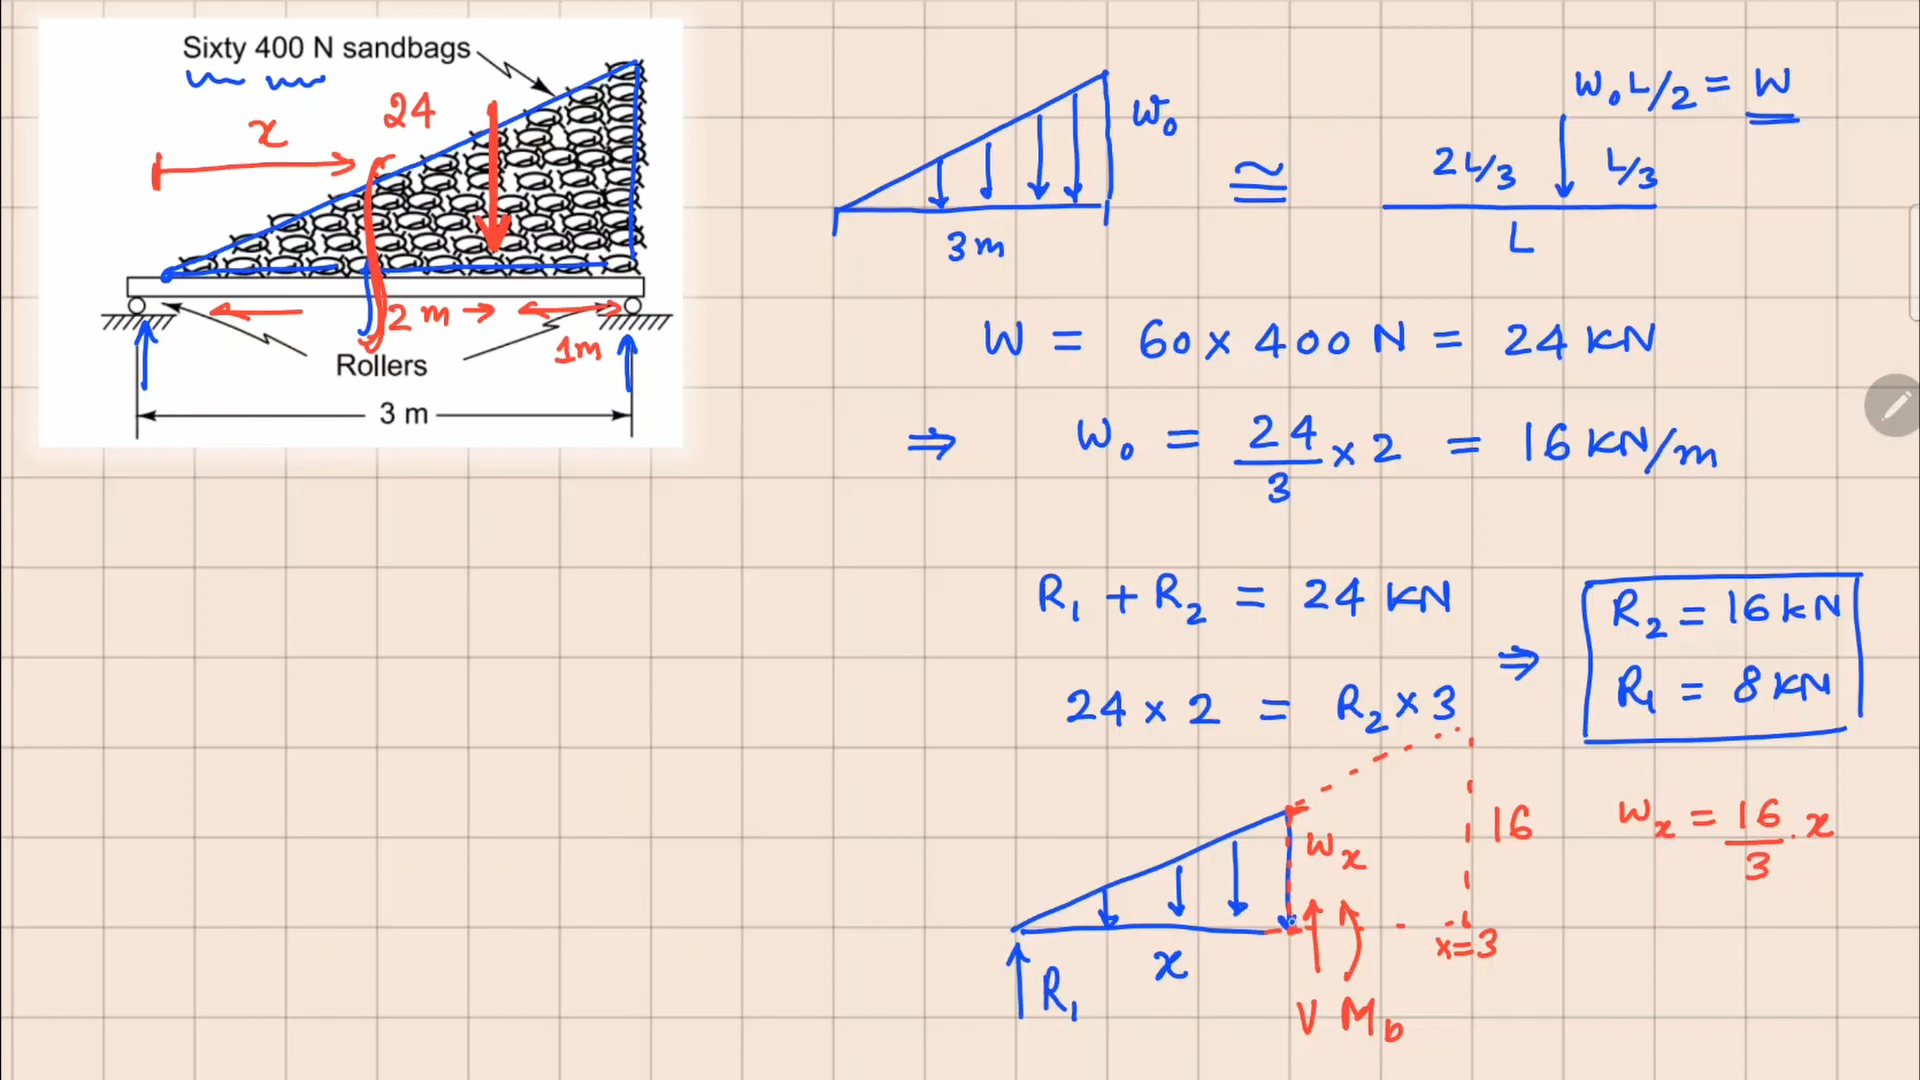 Sixty 400 N sandbags
x
24
2 m
1m
Rollers
3 m
w₀
3 m
≅
w₀L/2 = W
2L/3
L/3
L
W = 60 × 400 N = 24 KN
⇒ w₀ = 24/3 × 2 = 16 KN/m
R₁ + R₂ = 24 KN
24 × 2 = R₂ × 3
⇒
R₂ = 16 KN
R₁ = 8 KN
wₓ
16
x=3
x
R₁
V
M_b
wₓ = 16/3 . x